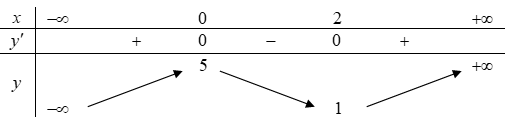 x −∞ 0 2 +∞
y′ + 0 − 0 +
5 +∞
y
−∞ 1